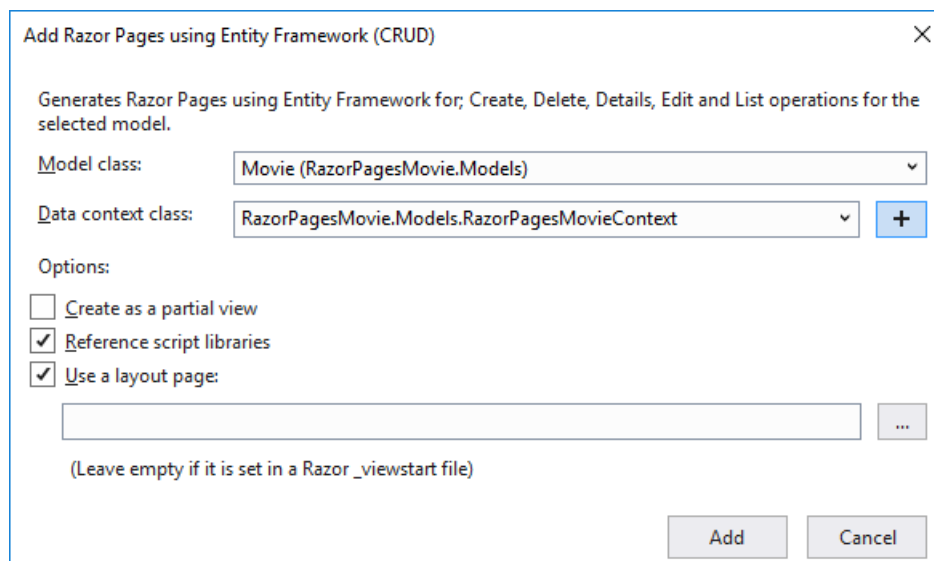 Add Razor Pages using Entity Framework (CRUD)
Generates Razor Pages using Entity Framework for; Create, Delete, Details, Edit and List operations for the
selected model.
Model class:
Movie (RazorPagesMovie.Models)
Data context class:
RazorPagesMovie.Models.RazorPagesMovieContext
+
Options:
Create as a partial view
Reference script libraries
Use a layout page:
...
(Leave empty if it is set in a Razor _viewstart file)
Add
Cancel